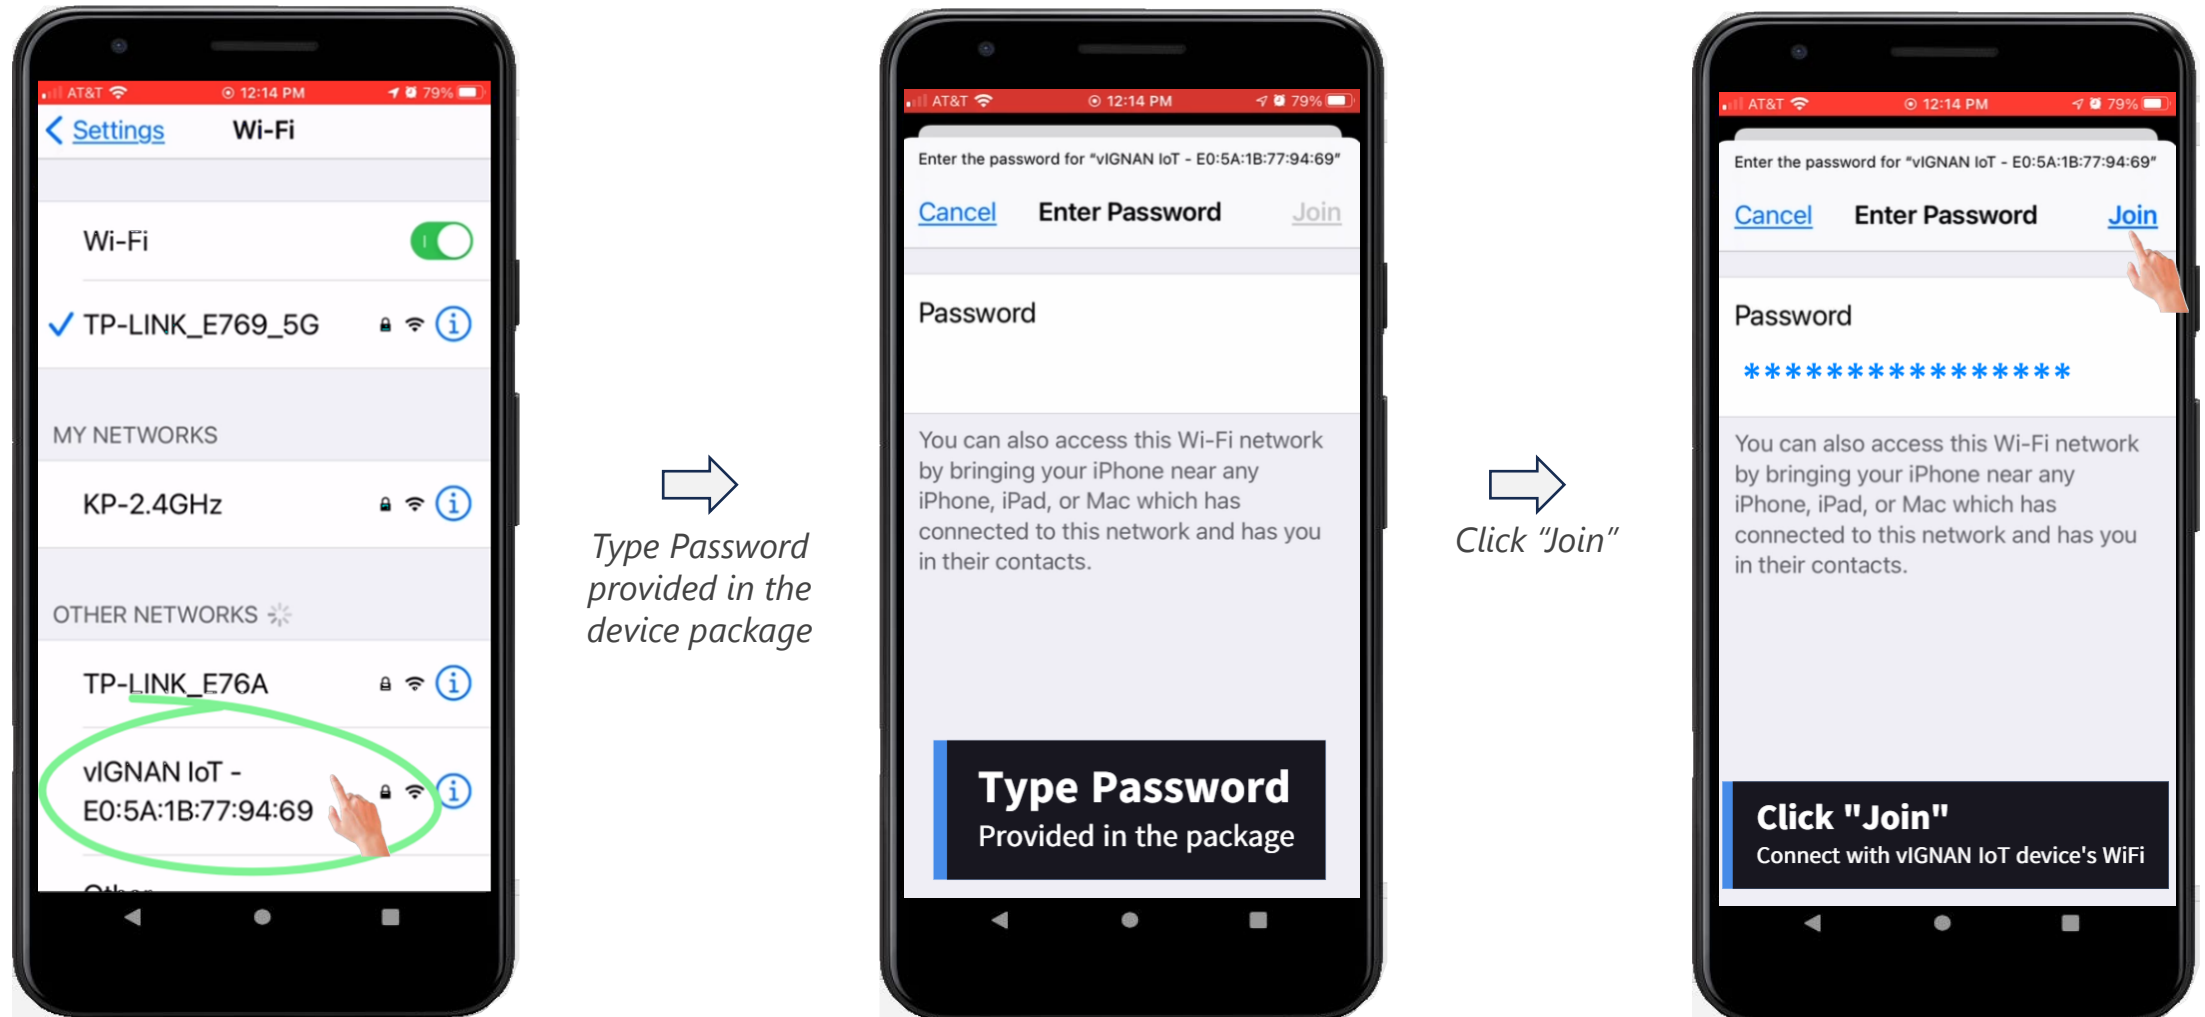 AT&T 12:14 PM 79%
Settings Wi-Fi
Wi-Fi
TP-LINK_E769_5G
MY NETWORKS
KP-2.4GHz
OTHER NETWORKS
TP-LINK_E76A
vIGNAN IoT -
E0:5A:1B:77:94:69
Other
Type Password
provided in the
device package
AT&T 12:14 PM 79%
Enter the password for “vIGNAN IoT - E0:5A:1B:77:94:69”
Cancel Enter Password Join
Password
You can also access this Wi-Fi network
by bringing your iPhone near any
iPhone, iPad, or Mac which has
connected to this network and has you
in their contacts.
Type Password
Provided in the package
Click “Join”
AT&T 12:14 PM 79%
Enter the password for “vIGNAN IoT - E0:5A:1B:77:94:69”
Cancel Enter Password Join
Password
****************
You can also access this Wi-Fi network
by bringing your iPhone near any
iPhone, iPad, or Mac which has
connected to this network and has you
in their contacts.
Click "Join"
Connect with vIGNAN IoT device's WiFi